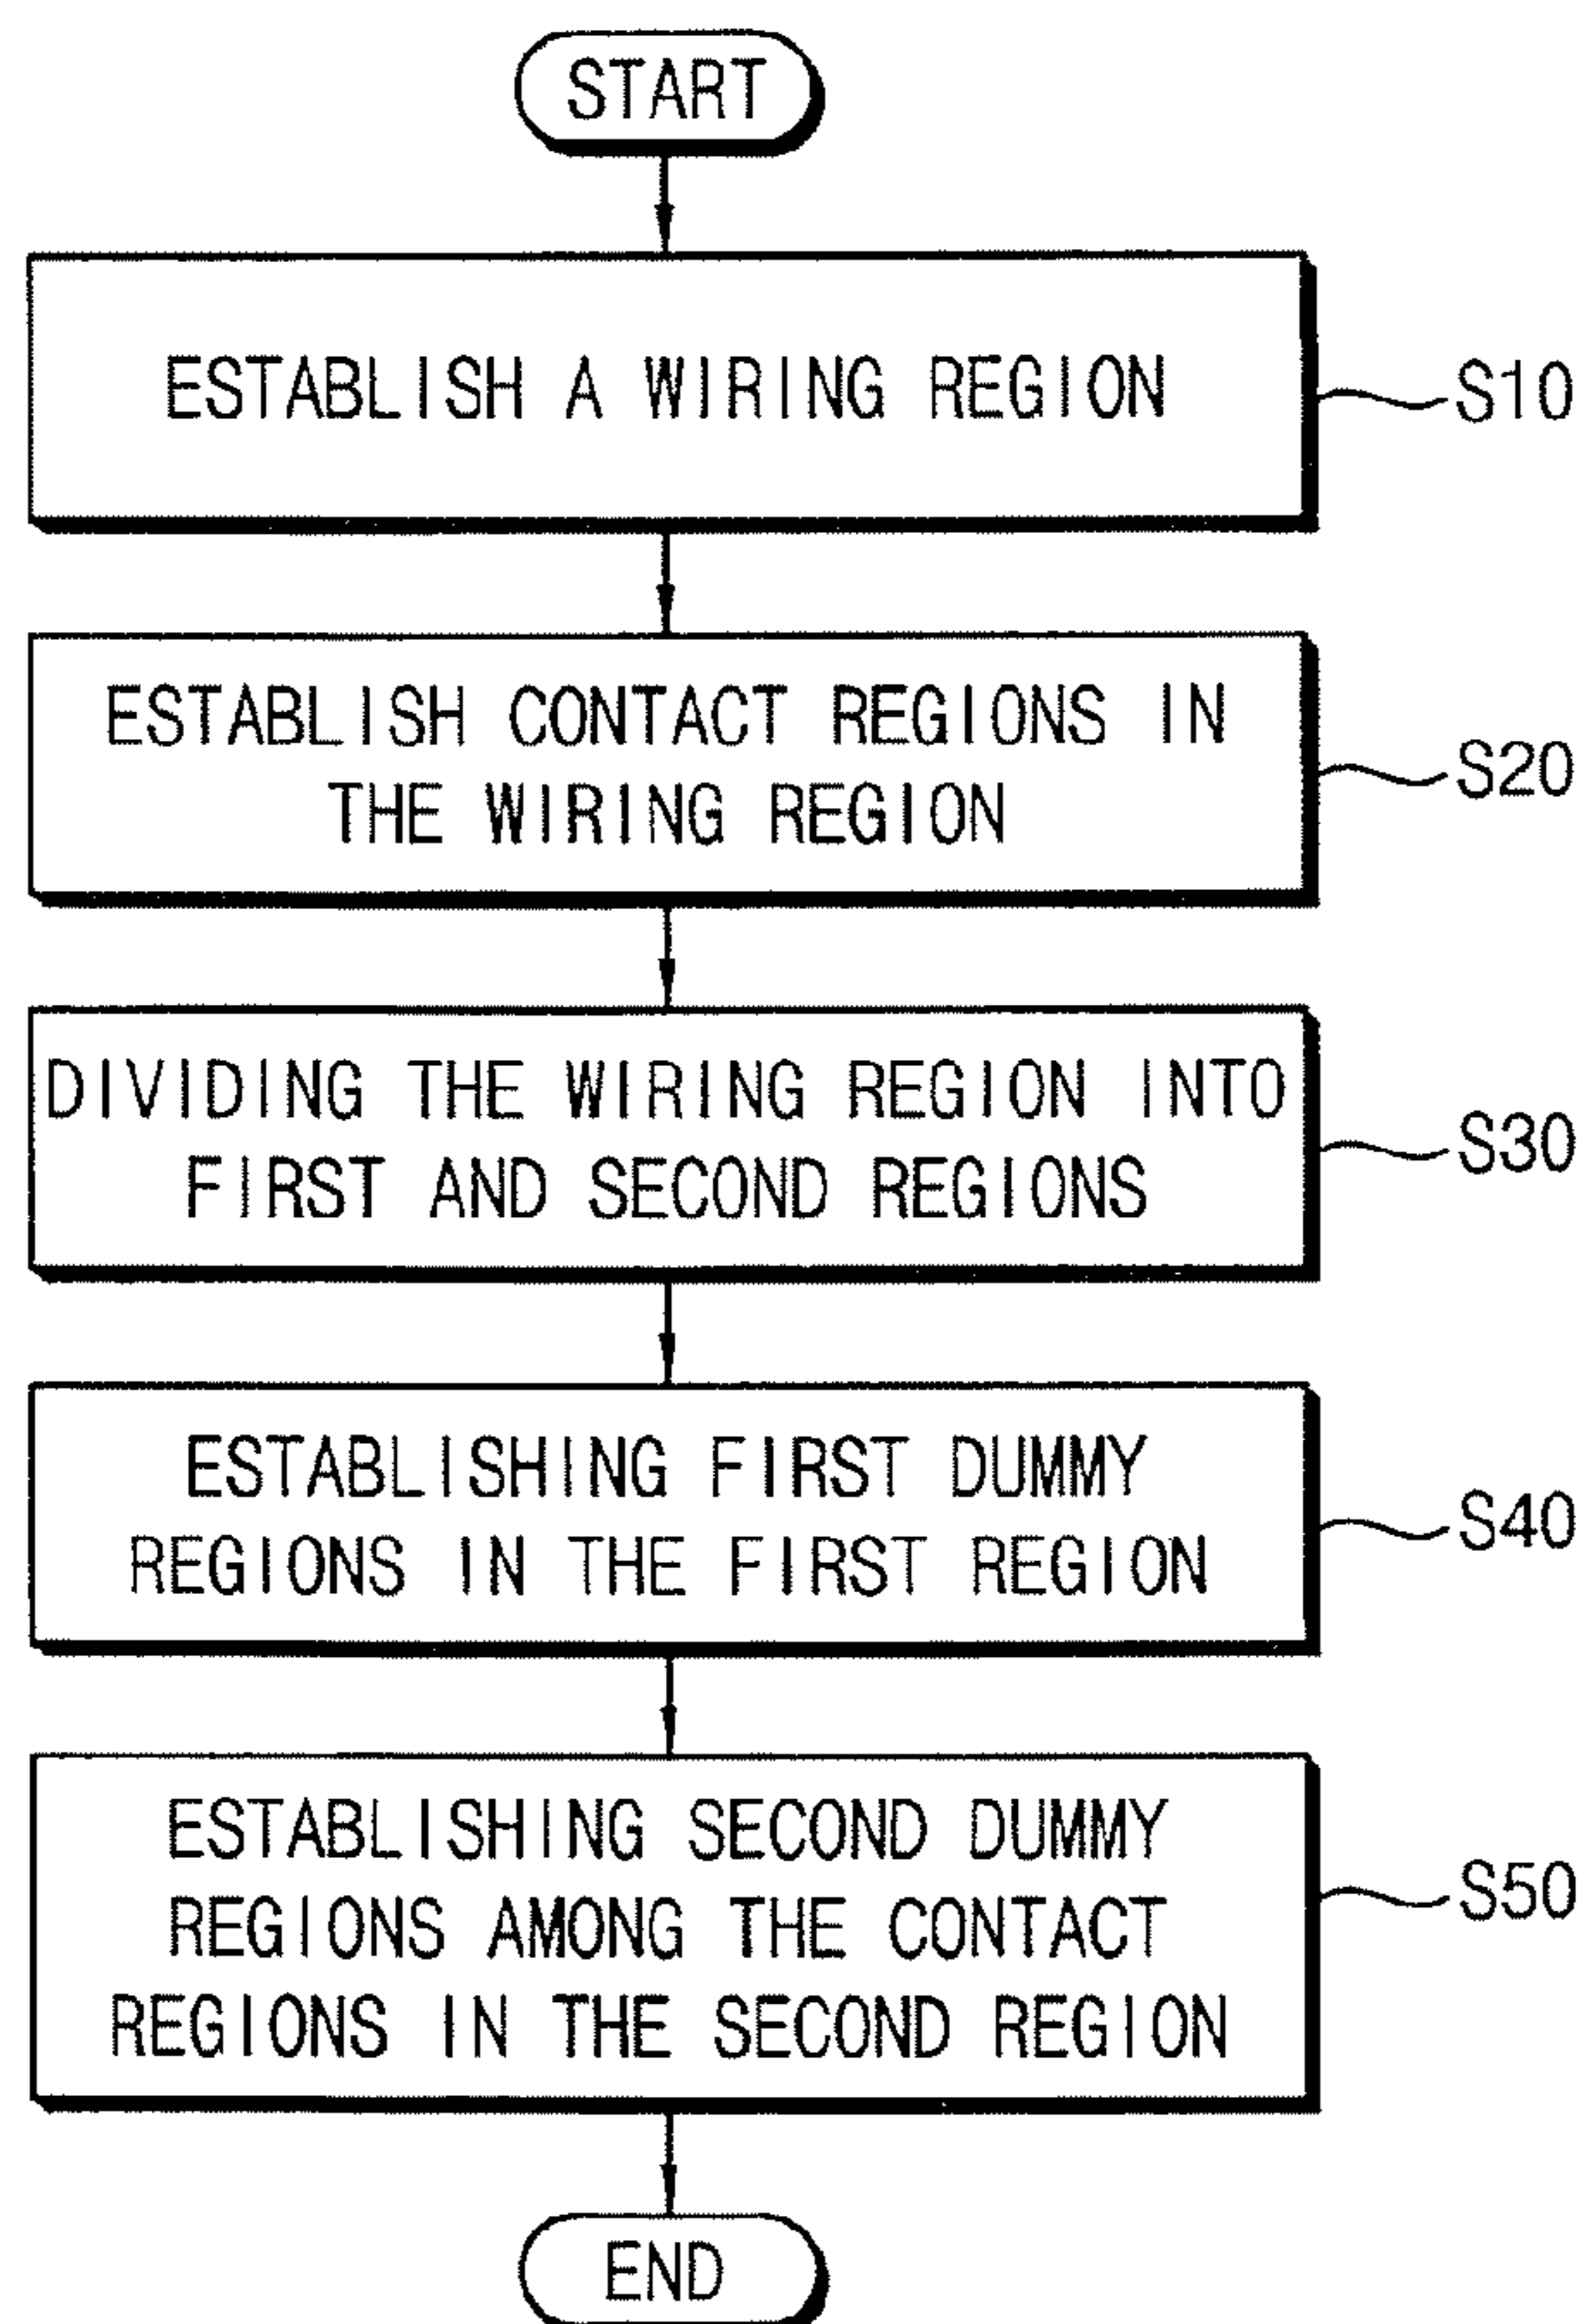 START
ESTABLISH A WIRING REGION
S10
ESTABLISH CONTACT REGIONS IN
THE WIRING REGION
S20
DIVIDING THE WIRING REGION INTO
FIRST AND SECOND REGIONS
S30
ESTABLISHING FIRST DUMMY
REGIONS IN THE FIRST REGION
S40
ESTABLISHING SECOND DUMMY
REGIONS AMONG THE CONTACT
REGIONS IN THE SECOND REGION
S50
END